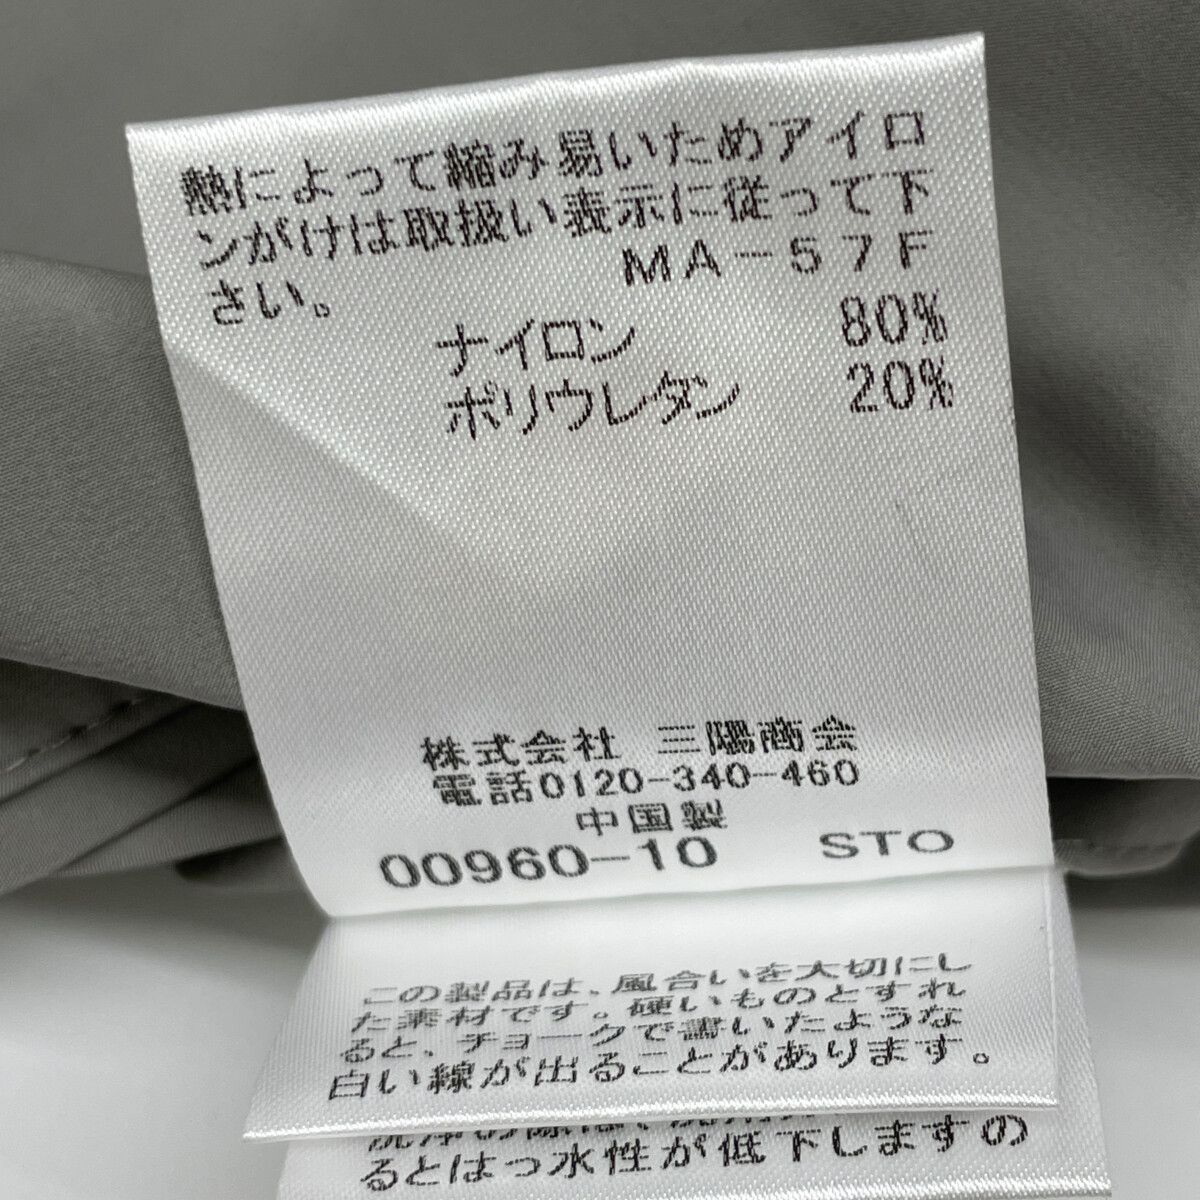 熱によって縮み易いためアイロ
ンがけは取扱い表示に従って下
さい。
MA-57F
ナイロン 80%
ポリウレタン 20%
株式会社 三陽商会
電話0120-340-460
中国製
00960-10 STO
この製品は、風合いを大切にし
た素材です。硬いものとすれ
ると、チョークで書いたような
白い線が出ることがあります。
るとはっ水性が低下しますの